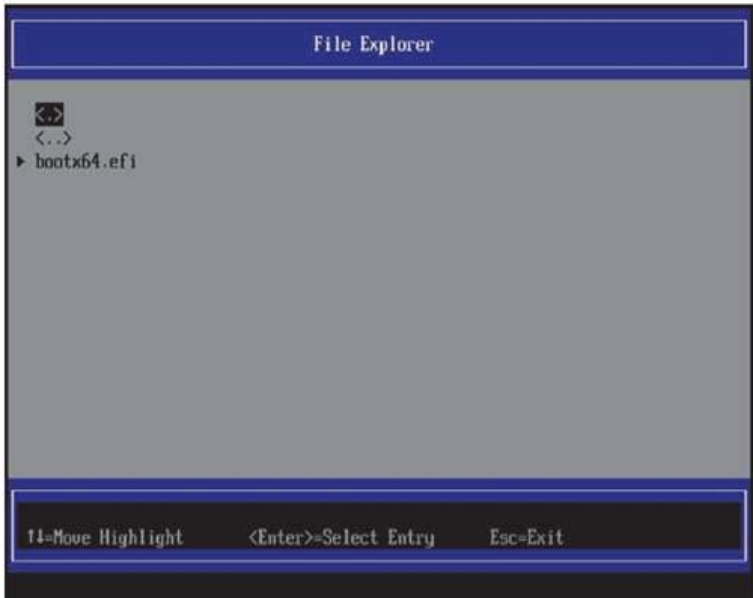 File Explorer
<.>
<..>
▶ bootx64.efi
↑↓=Move Highlight <Enter>=Select Entry Esc=Exit